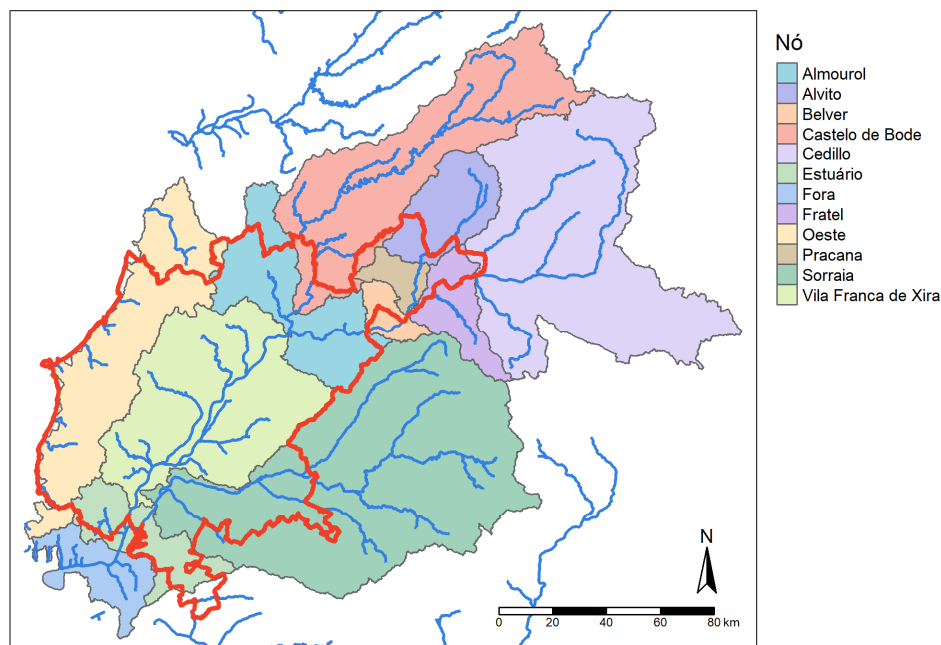 Nó
Almourol
Alvito
Belver
Castelo de Bode
Cedillo
Estuário
Fora
Fratel
Oeste
Pracana
Sorraia
Vila Franca de Xira
N
0 20 40 60 80 km